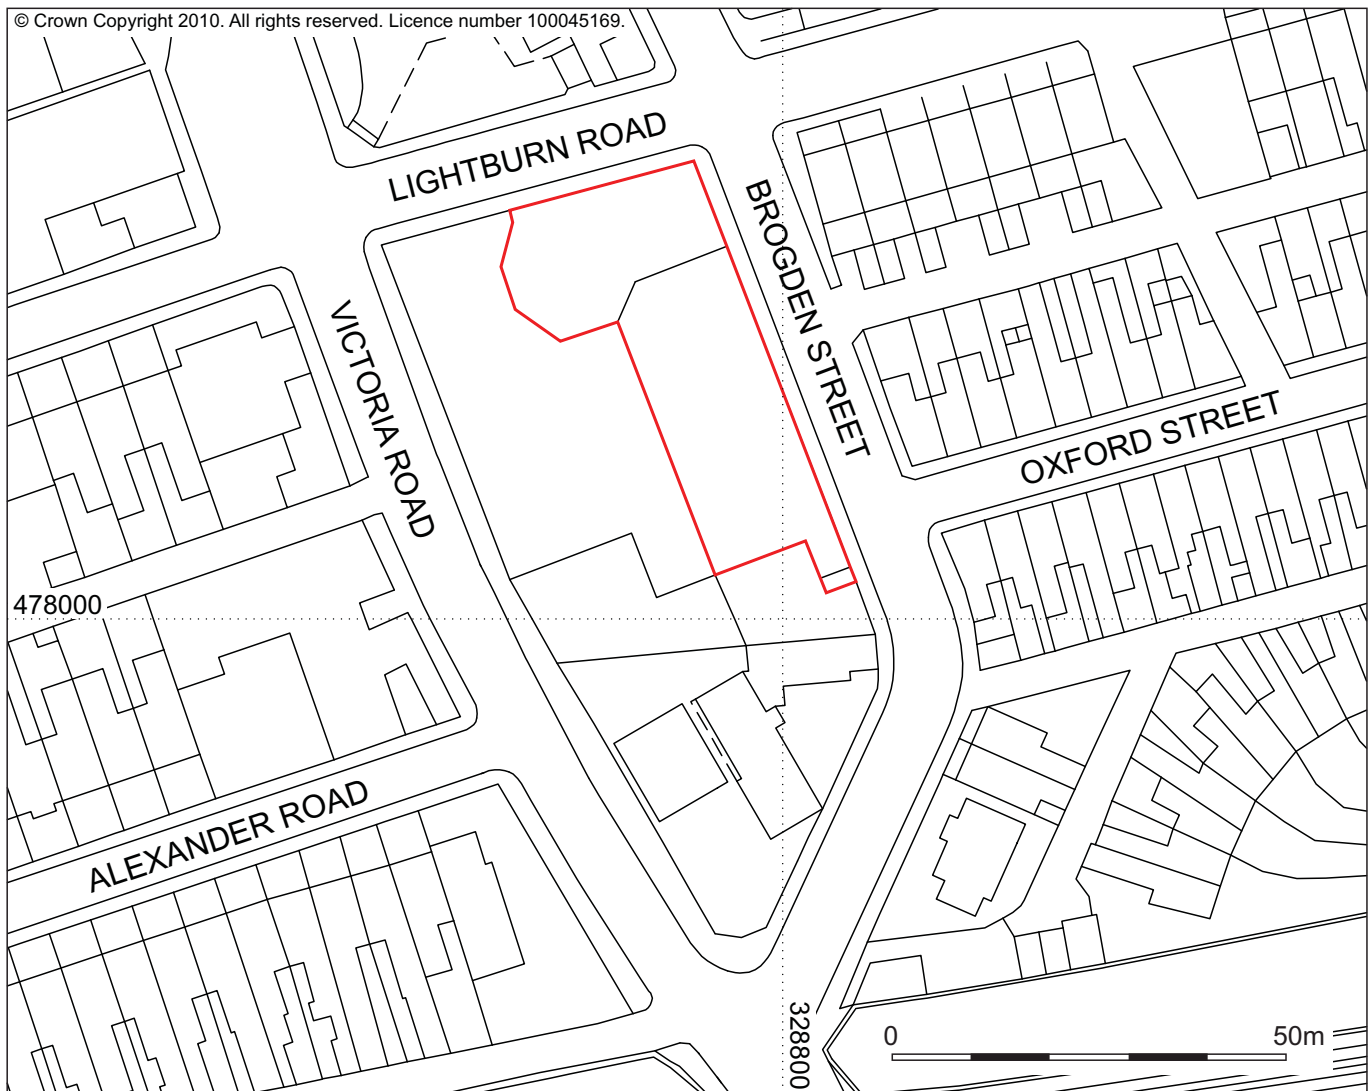 © Crown Copyright 2010. All rights reserved. Licence number 100045169.
LIGHTBURN ROAD
BROGDEN STREET
VICTORIA ROAD
OXFORD STREET
478000
ALEXANDER ROAD
328800
0 50m